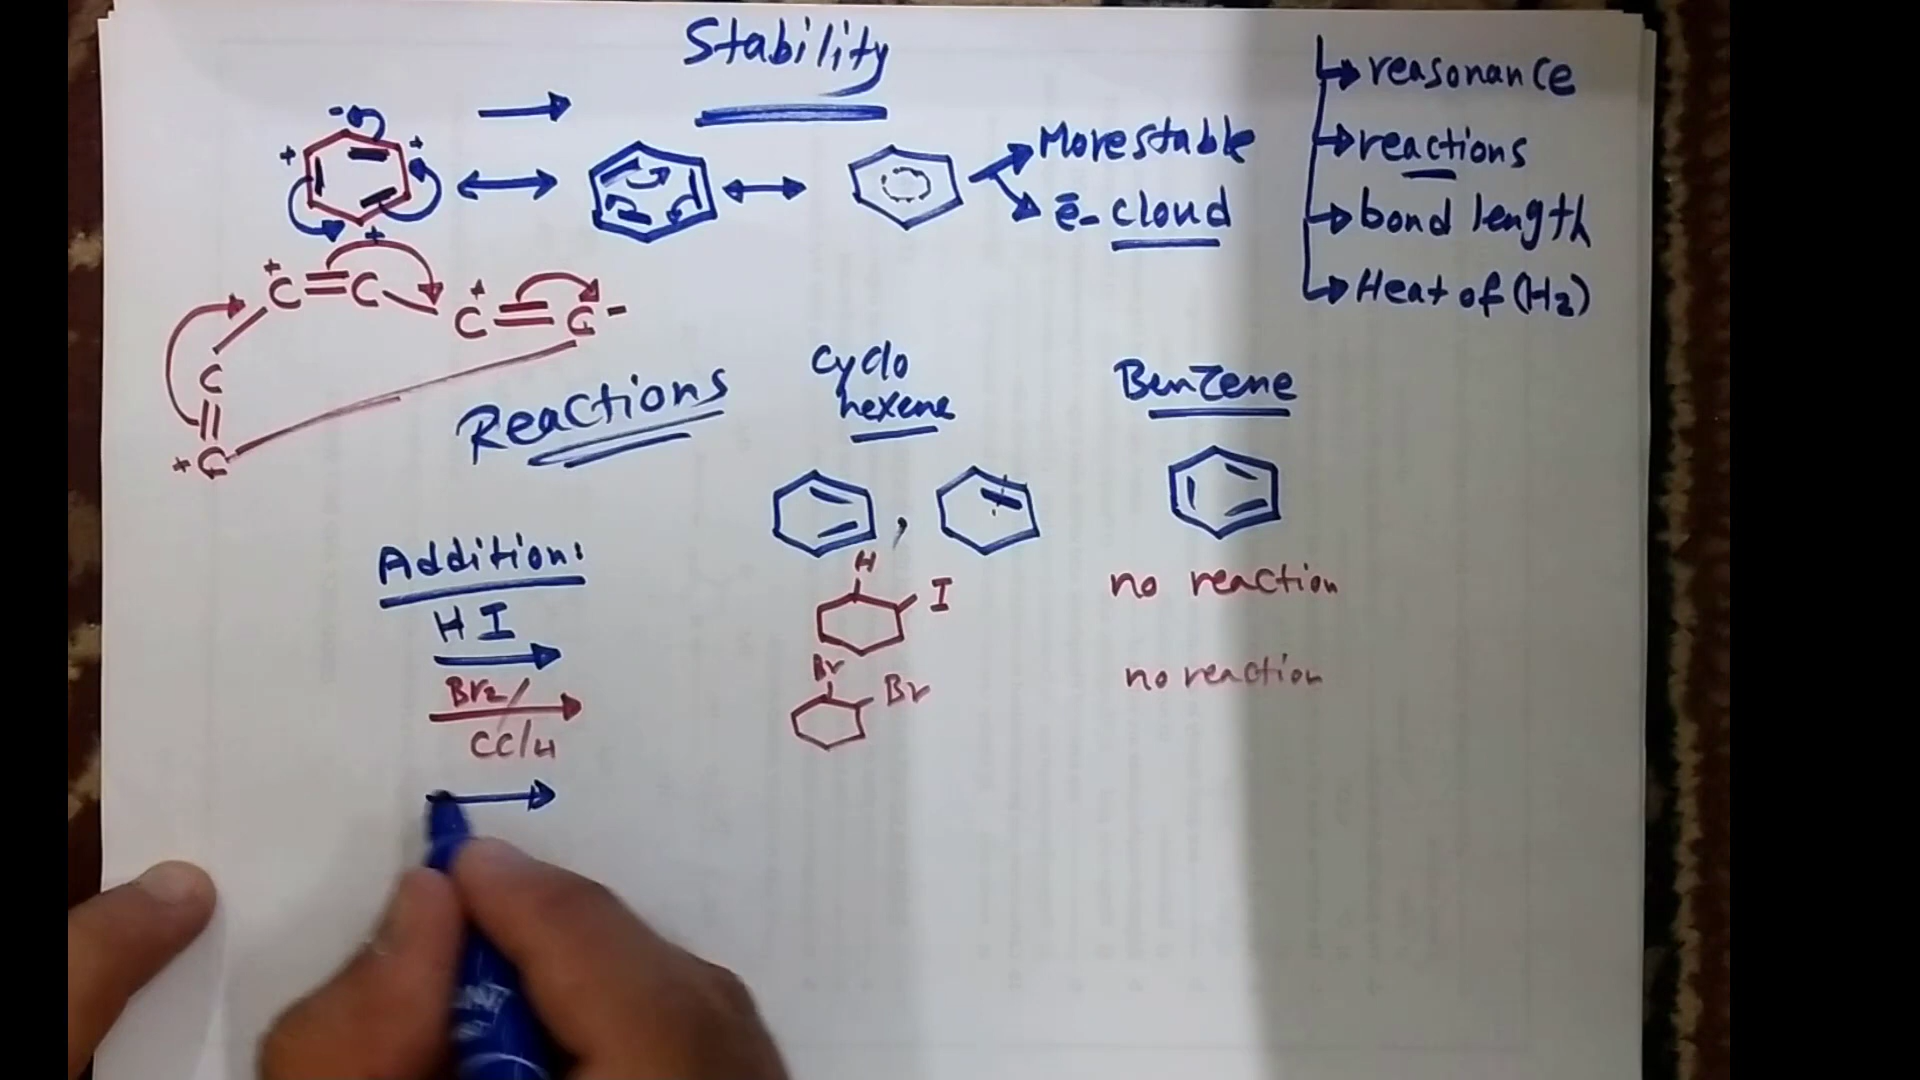 Stability
reasonance
reactions
bond length
Heat of (H2)
More stable
ē- cloud
C=C
C=C
C
C
Reactions
Cyclo
hexene
Benzene
,
Addition:
HI
H
I
no reaction
Br2/
CCl4
Br
Br
no reaction